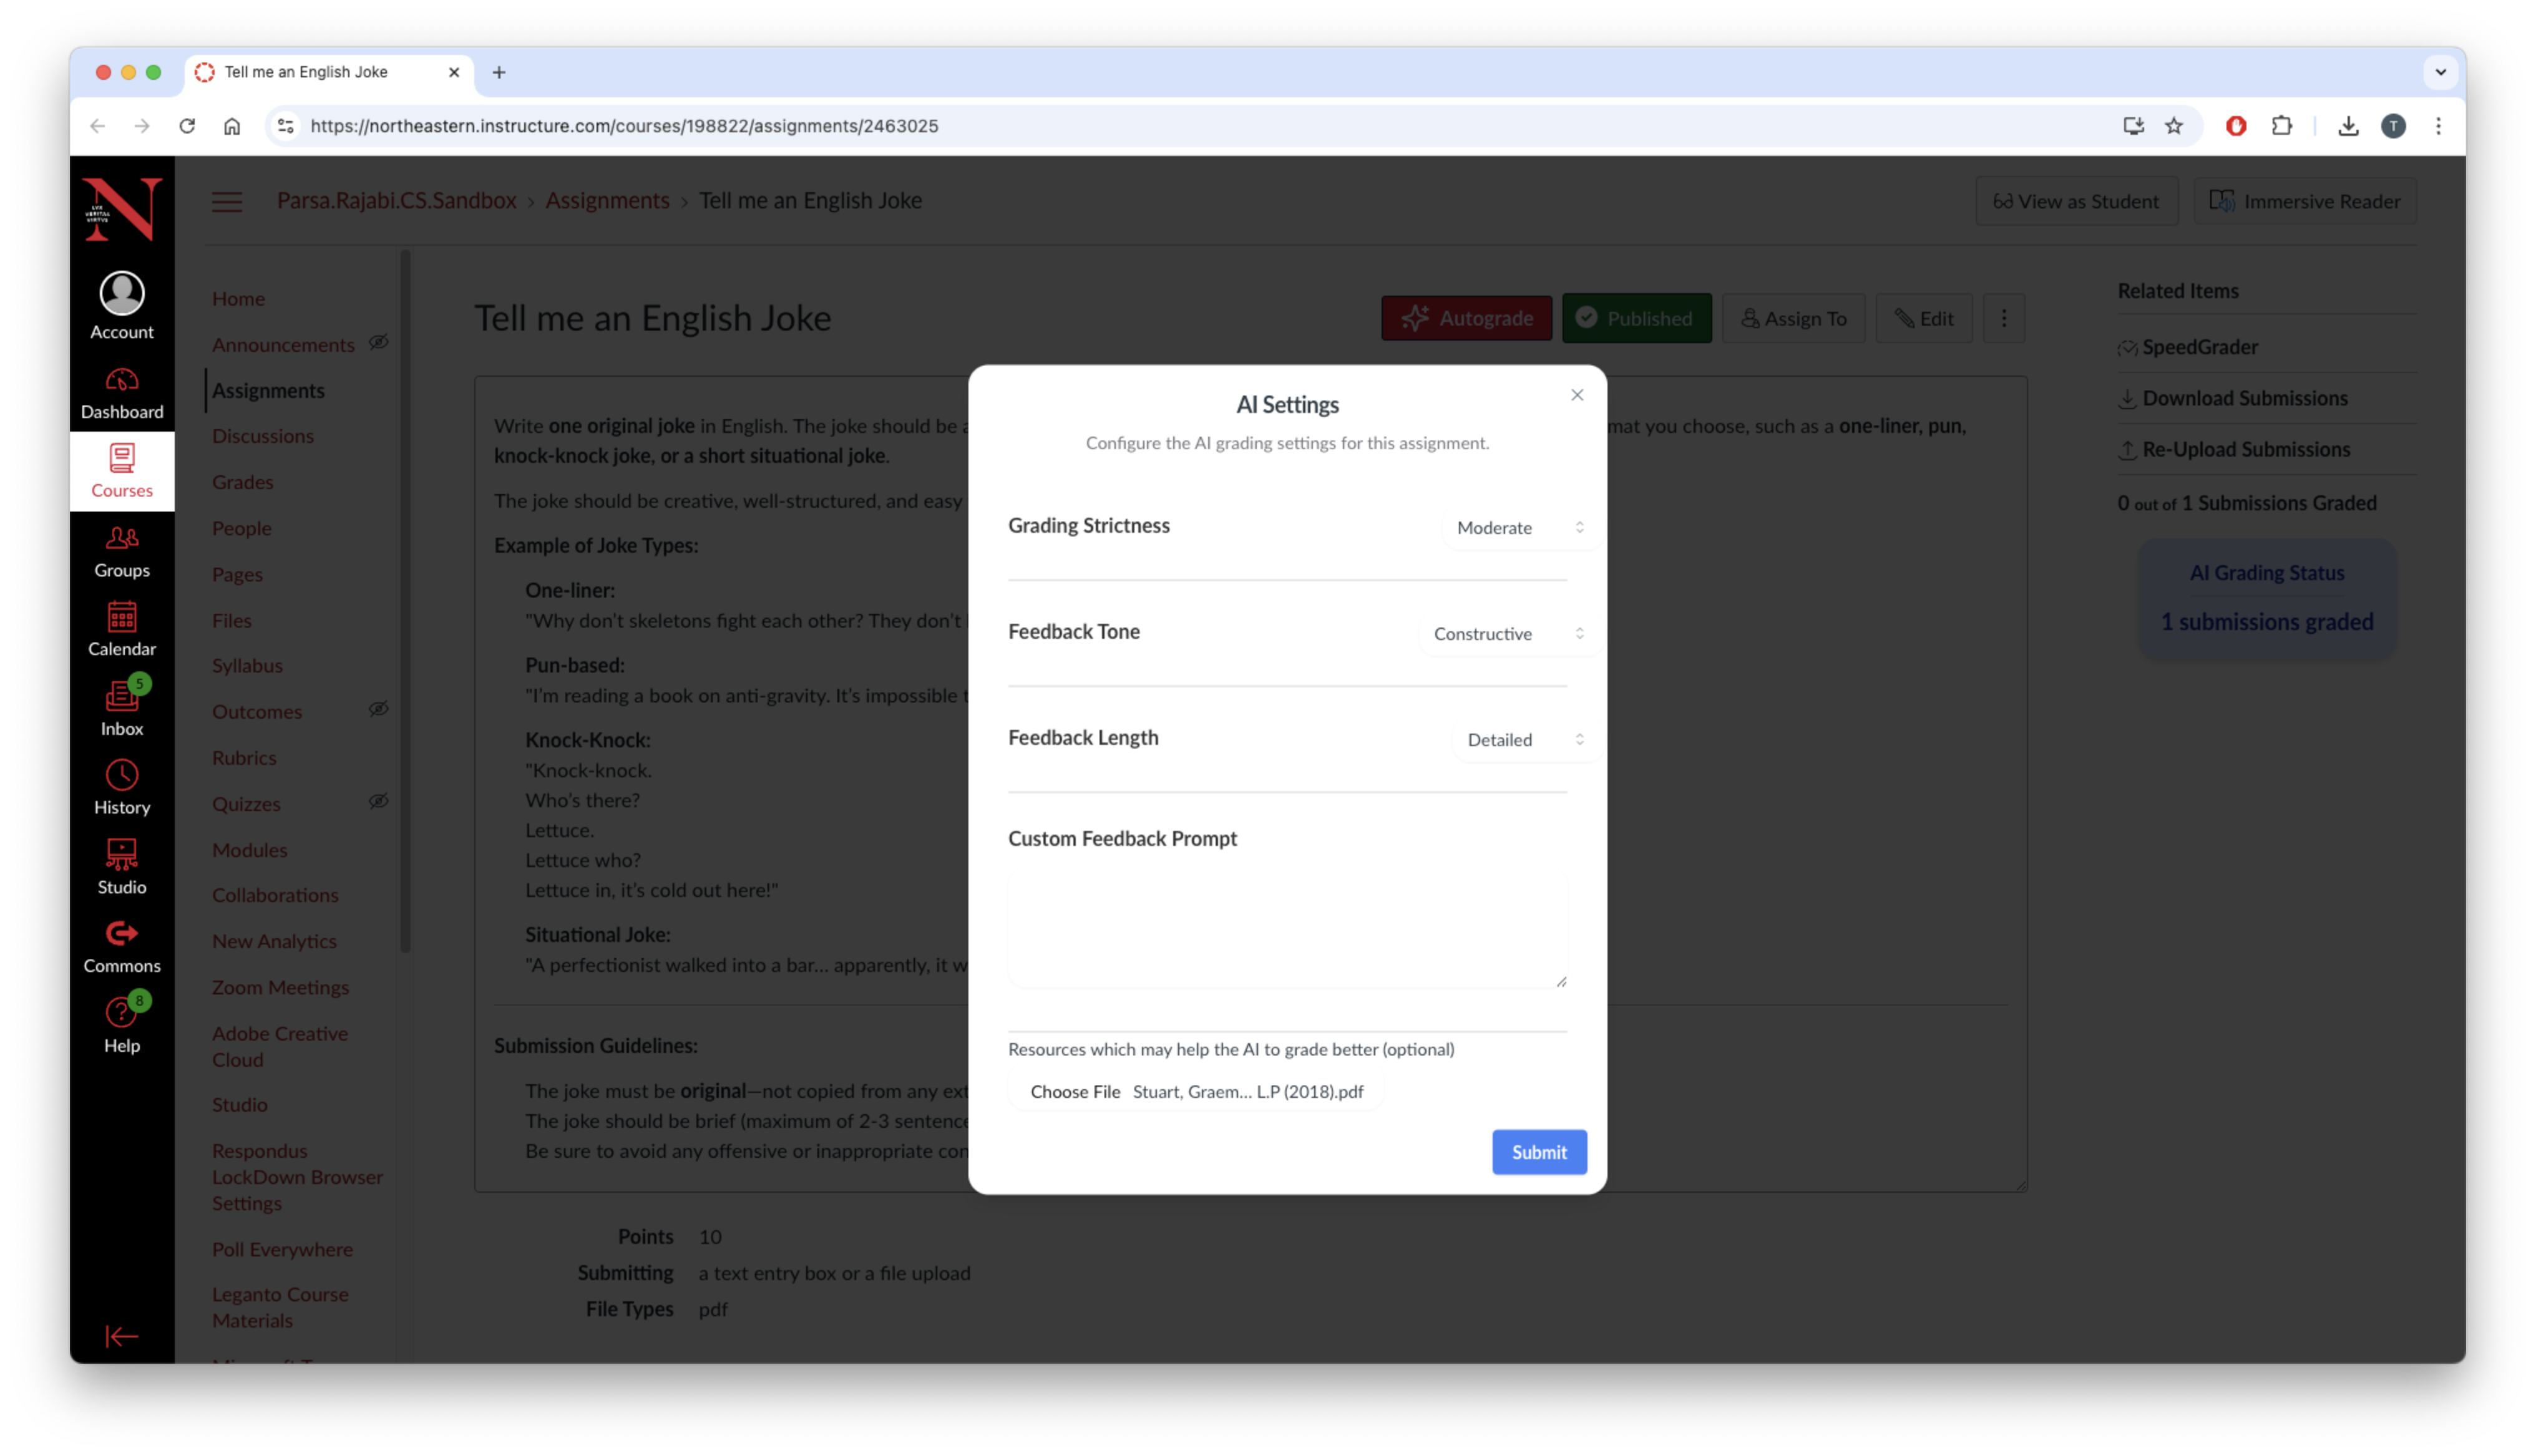 Tell me an English Joke
https://northeastern.instructure.com/courses/198822/assignments/2463025
T
N
LVX
VERITAS
VIRTVS
Account
Dashboard
Courses
Groups
Calendar
5
Inbox
History
Studio
Commons
8
Help
Parsa.Rajabi.CS.Sandbox › Assignments › Tell me an English Joke
View as Student
Immersive Reader
Home
Announcements
Assignments
Discussions
Grades
People
Pages
Files
Syllabus
Outcomes
Rubrics
Quizzes
Modules
Collaborations
New Analytics
Zoom Meetings
Adobe Creative
Cloud
Studio
Respondus
LockDown Browser
Settings
Poll Everywhere
Leganto Course
Materials
Tell me an English Joke
Autograde
Published
Assign To
Edit
Write one original joke in English. The joke should be
mat you choose, such as a one-liner, pun,
knock-knock joke, or a short situational joke.
The joke should be creative, well-structured, and easy
Example of Joke Types:
One-liner:
"Why don't skeletons fight each other? They don't
Pun-based:
"I'm reading a book on anti-gravity. It's impossible
Knock-Knock:
"Knock-knock.
Who's there?
Lettuce.
Lettuce who?
Lettuce in, it's cold out here!"
Situational Joke:
"A perfectionist walked into a bar... apparently, it w
Submission Guidelines:
The joke must be original—not copied from any ext
The joke should be brief (maximum of 2-3 sentence
Be sure to avoid any offensive or inappropriate con
Points 10
Submitting a text entry box or a file upload
File Types pdf
AI Settings
Configure the AI grading settings for this assignment.
Grading Strictness Moderate
Feedback Tone Constructive
Feedback Length Detailed
Custom Feedback Prompt
Resources which may help the AI to grade better (optional)
Choose File Stuart, Graem... L.P (2018).pdf
Submit
Related Items
SpeedGrader
Download Submissions
Re-Upload Submissions
0 out of 1 Submissions Graded
AI Grading Status
1 submissions graded